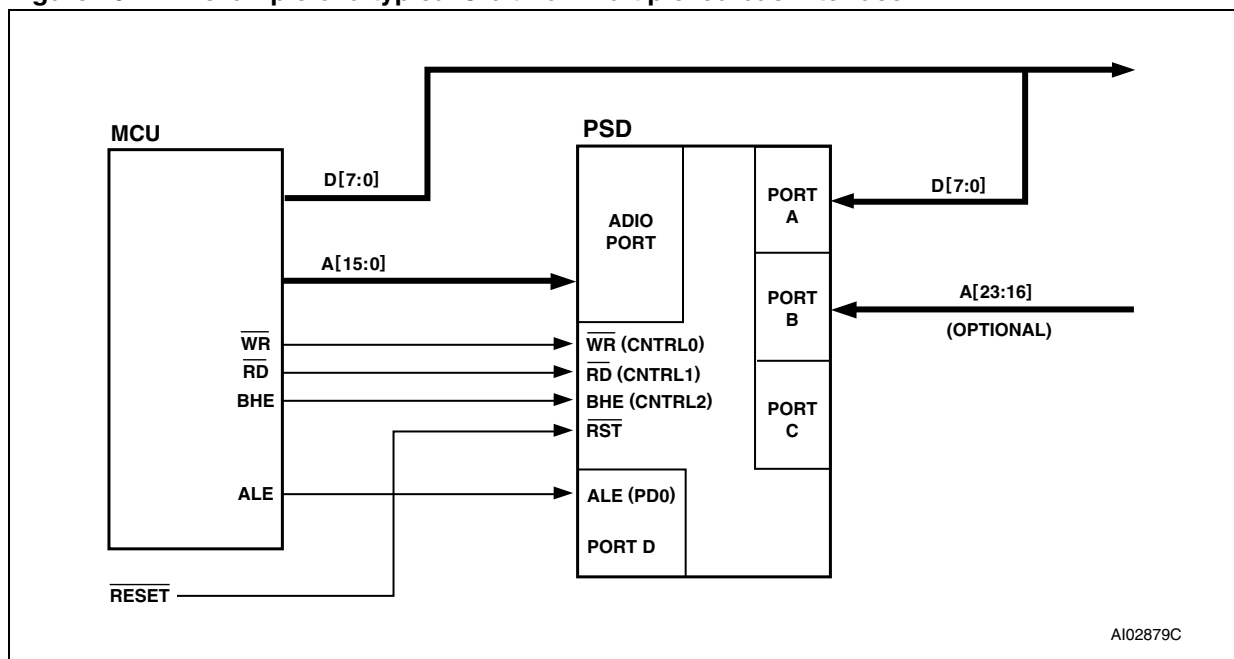 MCU
PSD
D[7:0]
D[7:0]
ADIO
PORT
PORT
A
A[15:0]
PORT
B
A[23:16]
(OPTIONAL)
WR
WR (CNTRL0)
RD
RD (CNTRL1)
BHE
BHE (CNTRL2)
RST
PORT
C
ALE
ALE (PD0)
PORT D
RESET
AI02879C